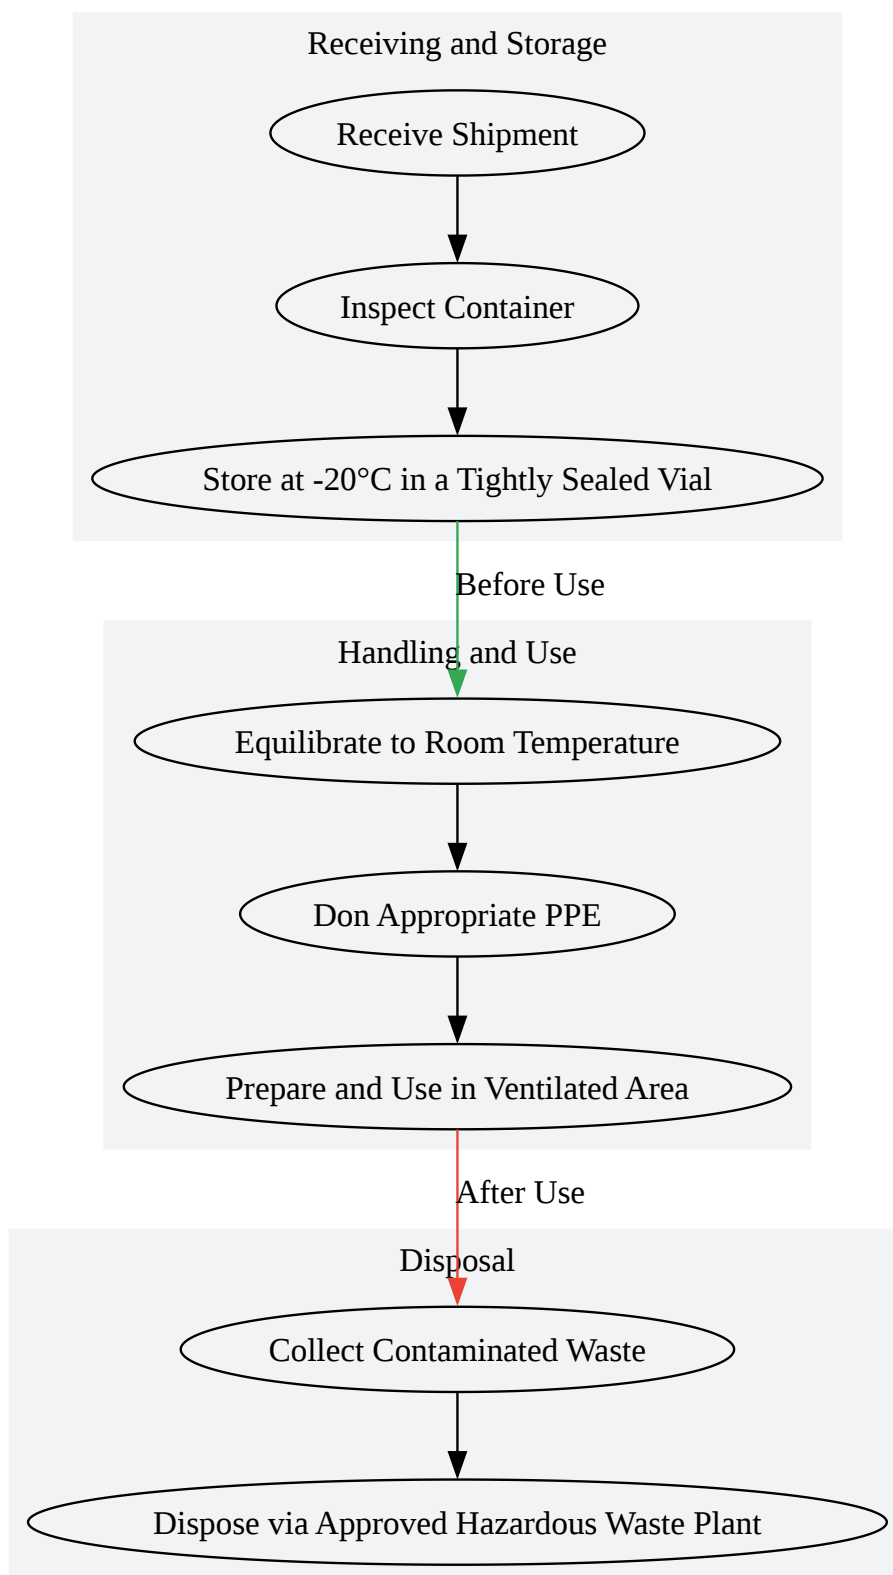 Receiving and Storage
Receive Shipment
Inspect Container
Store at -20°C in a Tightly Sealed Vial
Before Use
Handling and Use
Equilibrate to Room Temperature
Don Appropriate PPE
Prepare and Use in Ventilated Area
After Use
Disposal
Collect Contaminated Waste
Dispose via Approved Hazardous Waste Plant